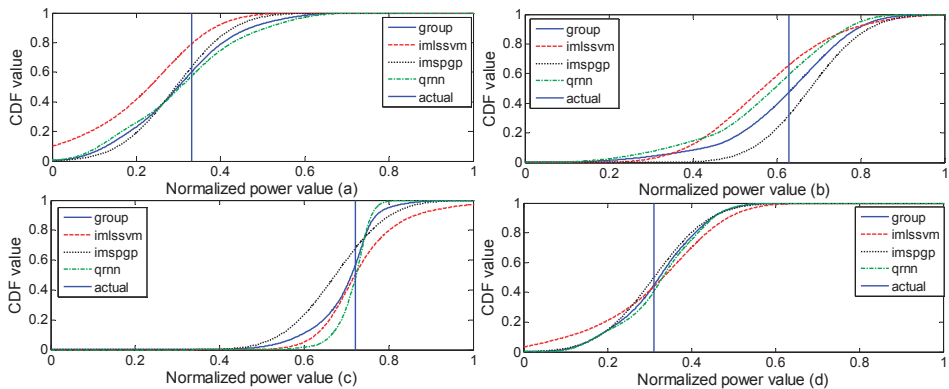 CDF value
1
0.8
0.6
0.4
0.2
0
0
0.2
0.4
0.6
0.8
1
group
imlssvm
imspgp
qrnn
actual
Normalized power value (a)
CDF value
1
0.8
0.6
0.4
0.2
0
0
0.2
0.4
0.6
0.8
1
group
imlssvm
imspgp
qrnn
actual
Normalized power value (b)
CDF value
1
0.8
0.6
0.4
0.2
0
0
0.2
0.4
0.6
0.8
1
group
imlssvm
imspgp
qrnn
actual
Normalized power value (c)
CDF value
1
0.8
0.6
0.4
0.2
0
0
0.2
0.4
0.6
0.8
1
group
imlssvm
imspgp
qrnn
actual
Normalized power value (d)